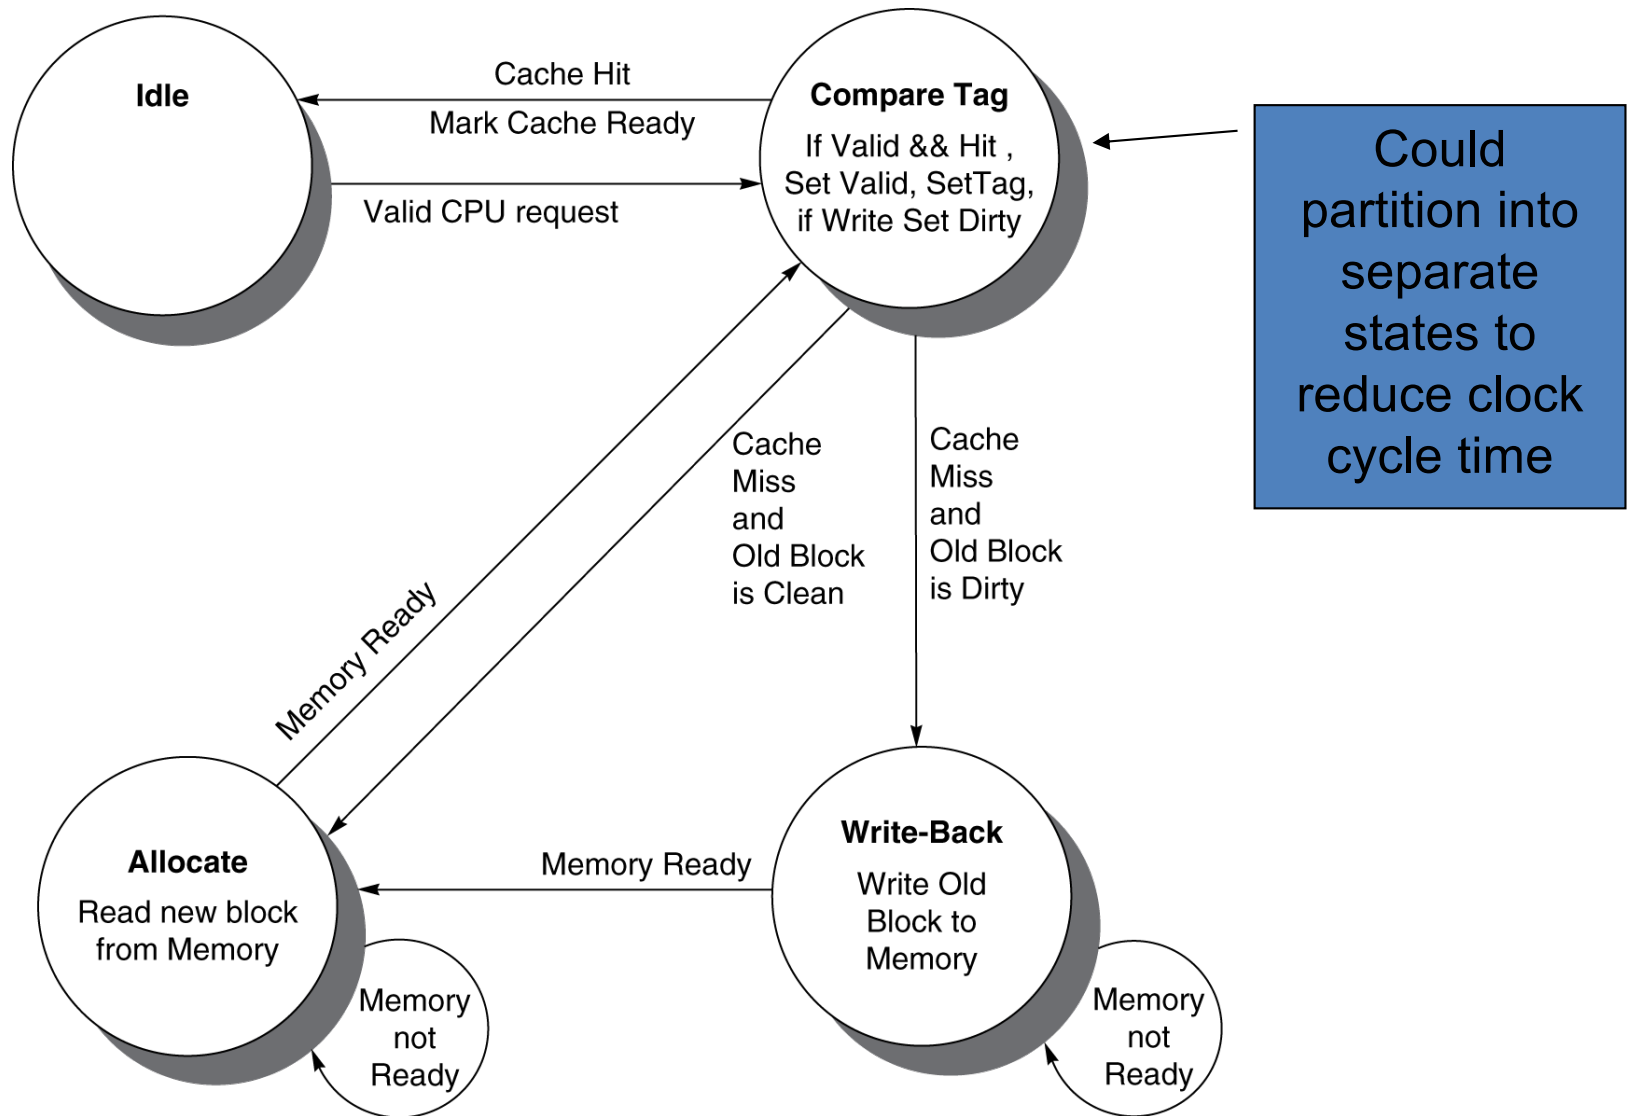 Idle
Cache Hit
Mark Cache Ready
Valid CPU request
Compare Tag
If Valid && Hit ,
Set Valid, SetTag,
if Write Set Dirty
Could
partition into
separate
states to
reduce clock
cycle time
Cache
Miss
and
Old Block
is Clean
Cache
Miss
and
Old Block
is Dirty
Memory Ready
Allocate
Read new block
from Memory
Memory
not
Ready
Memory Ready
Write-Back
Write Old
Block to
Memory
Memory
not
Ready